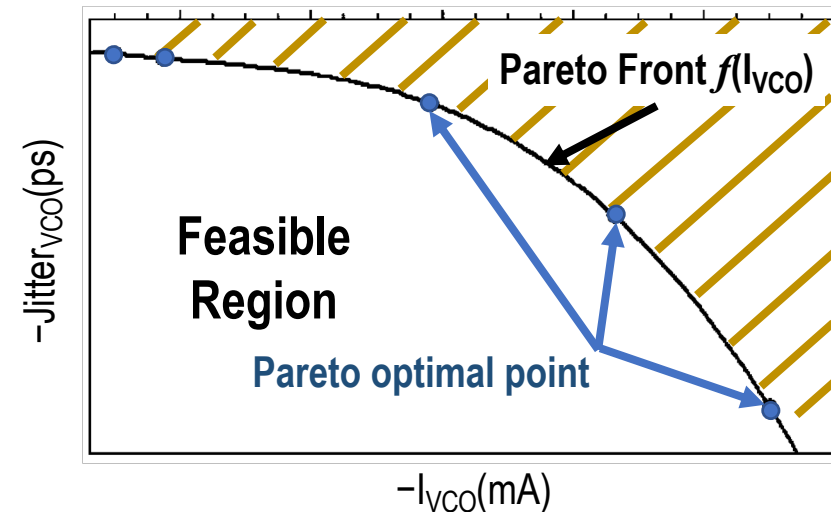 Pareto Front f(IVCO)
Feasible
Region
Pareto optimal point
−JitterVCO(ps)
−IVCO(mA)